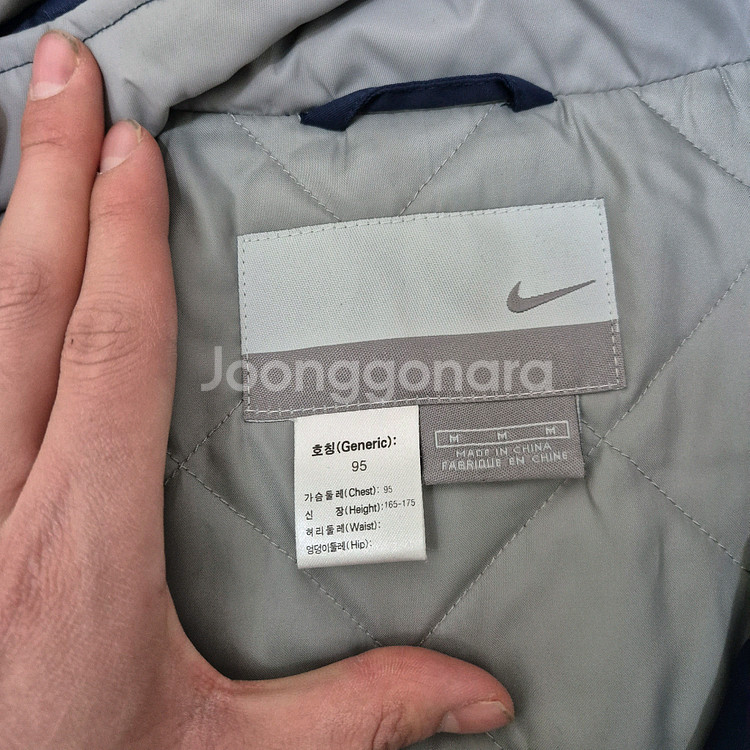 Joonggonara
호칭(Generic):
95
가슴둘레(Chest): 95
신 장(Height):165-175
허리둘레(Waist):
엉덩이둘레(Hip):
M M M
MADE IN CHINA
FABRIQUE EN CHINE